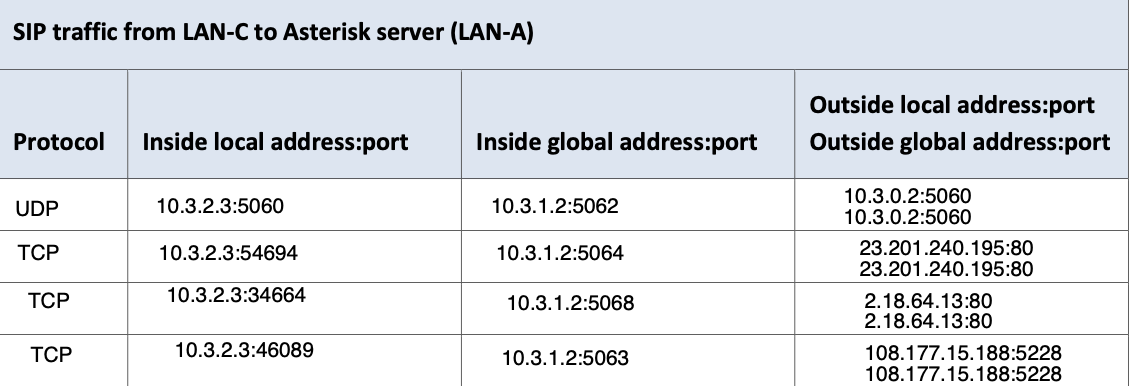 SIP traffic from LAN-C to Asterisk server (LAN-A)
Protocol Inside local address:port Inside global address:port Outside local address:port
Outside global address:port
UDP 10.3.2.3:5060 10.3.1.2:5062 10.3.0.2:5060
10.3.0.2:5060
TCP 10.3.2.3:54694 10.3.1.2:5064 23.201.240.195:80
23.201.240.195:80
TCP 10.3.2.3:34664 10.3.1.2:5068 2.18.64.13:80
2.18.64.13:80
TCP 10.3.2.3:46089 10.3.1.2:5063 108.177.15.188:5228
108.177.15.188:5228